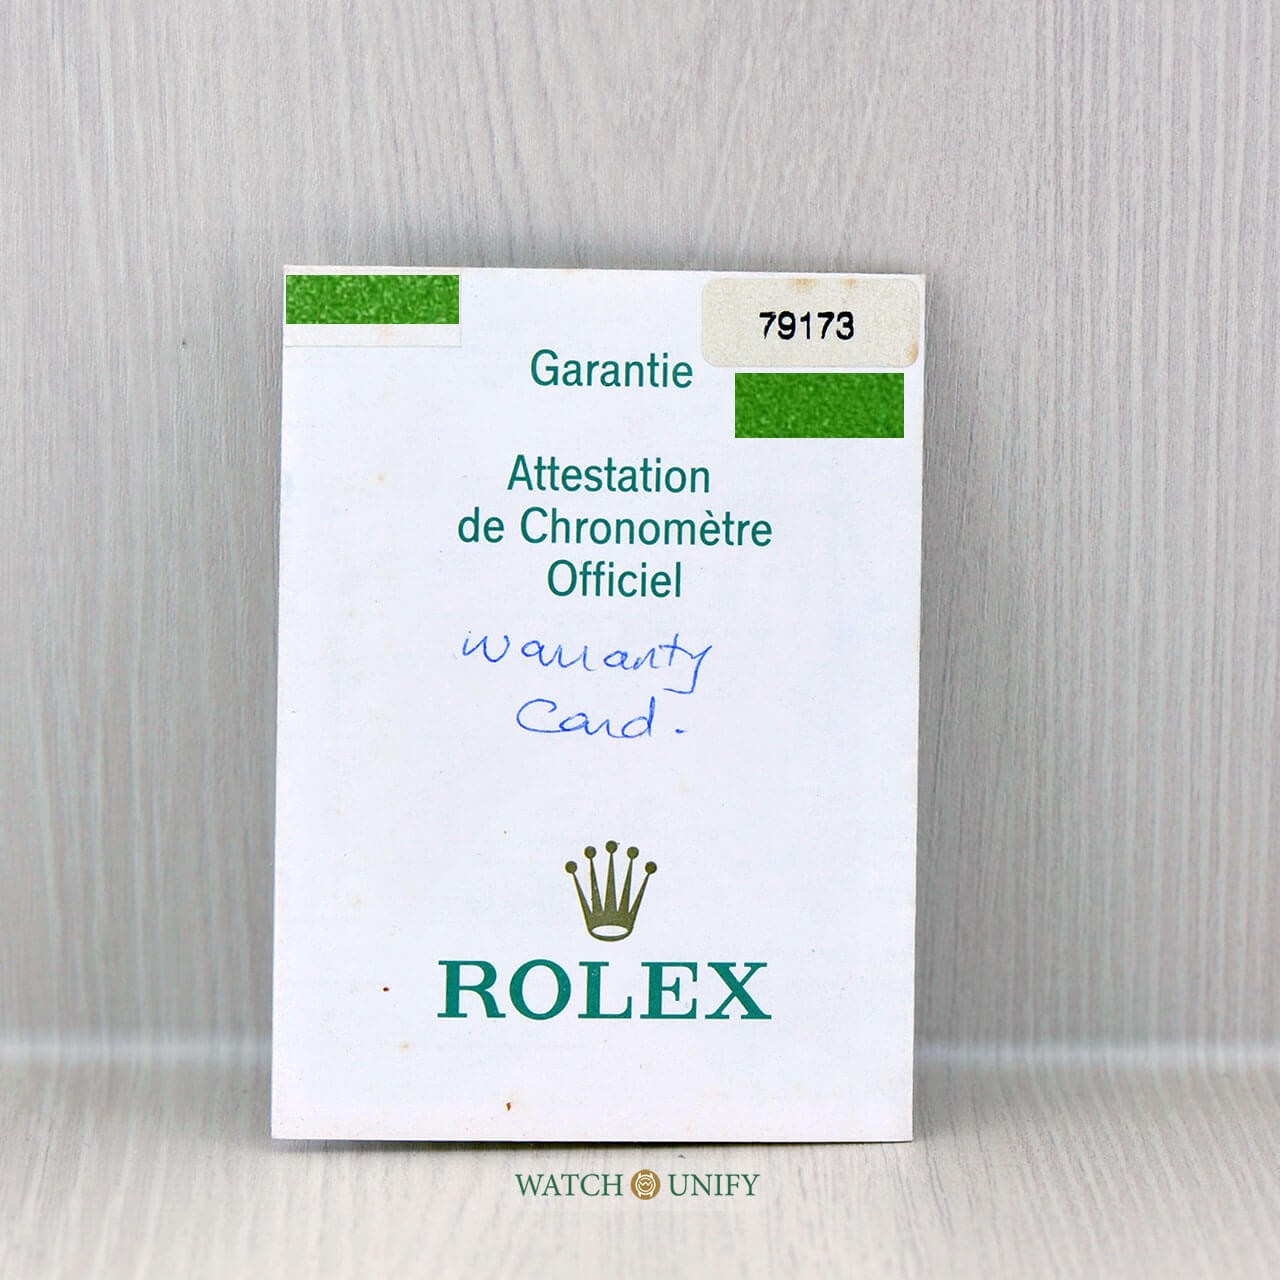 79173
Garantie
Attestation
de Chronomètre
Officiel
Warranty
Card.
ROLEX
WATCH UNIFY